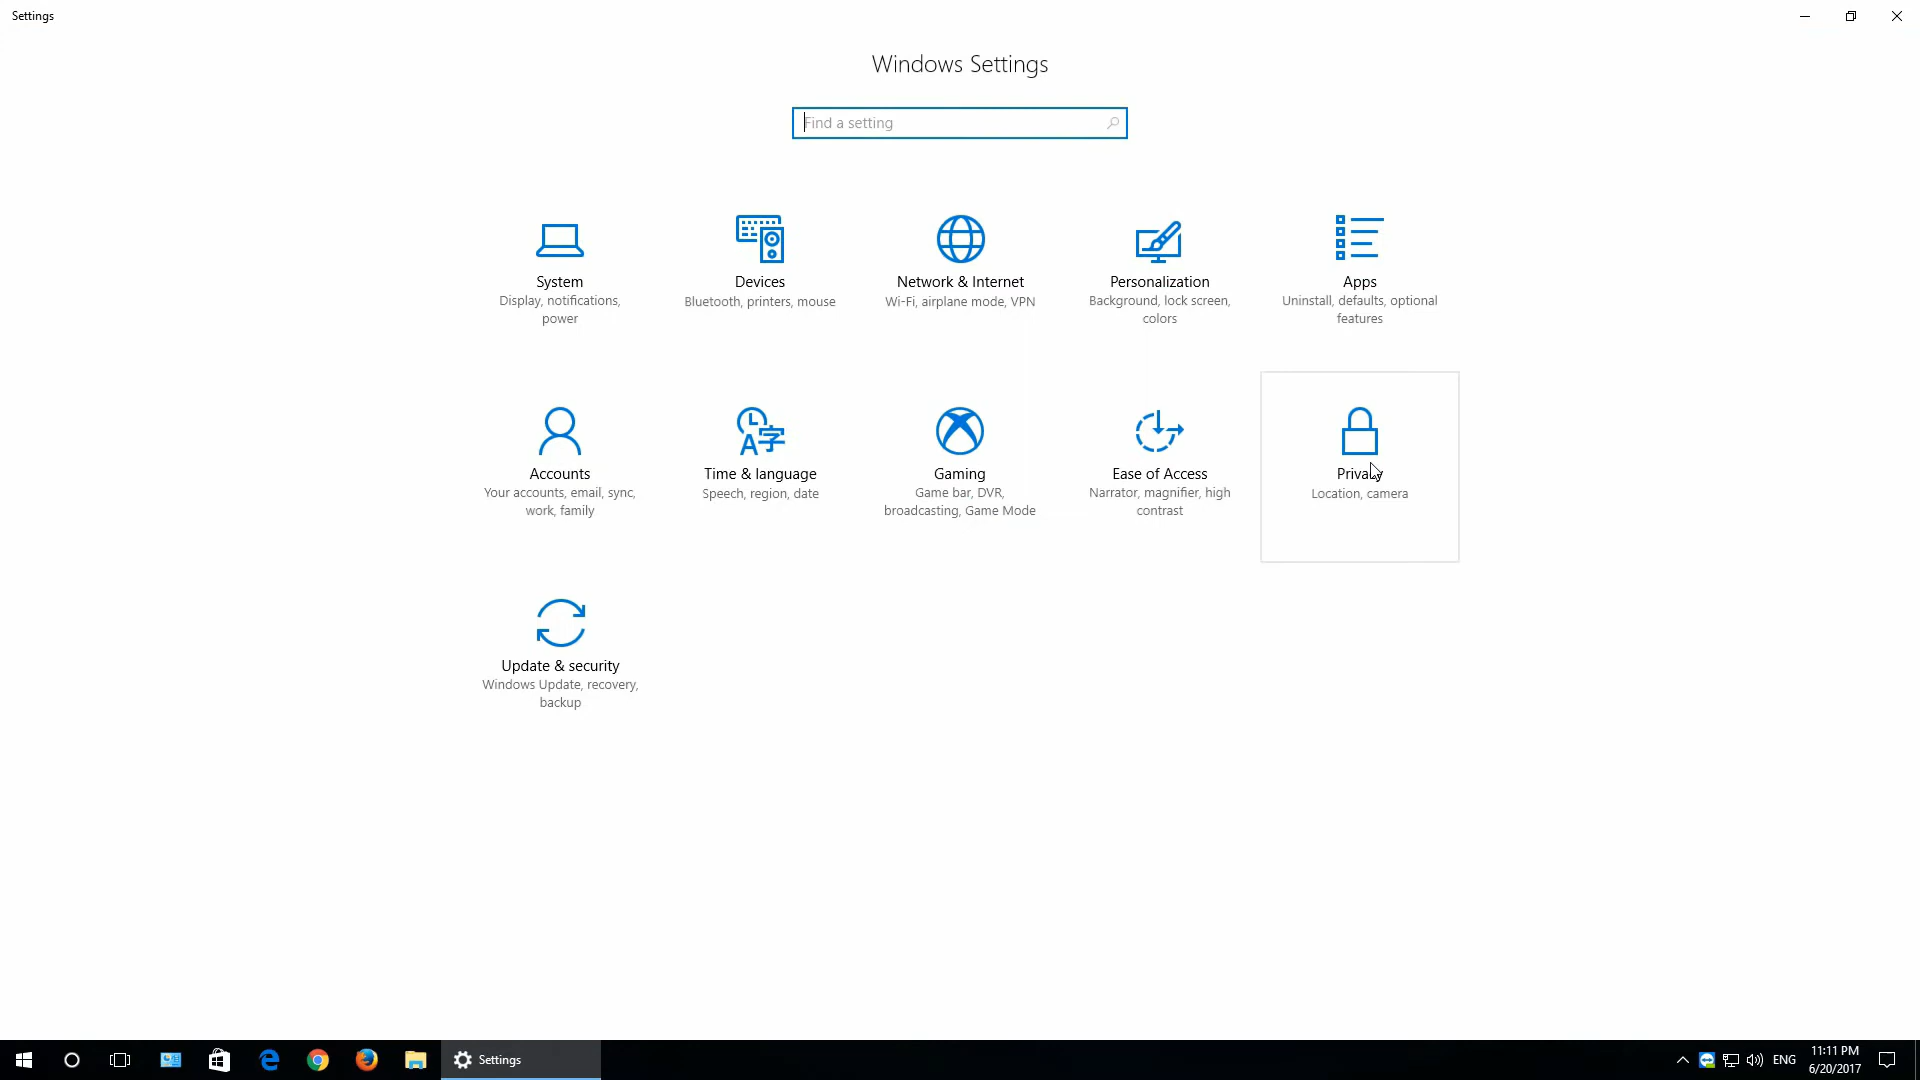 Settings
Windows Settings
Find a setting
System
Display, notifications,
power
Devices
Bluetooth, printers, mouse
Network & Internet
Wi-Fi, airplane mode, VPN
Personalization
Background, lock screen,
colors
Apps
Uninstall, defaults, optional
features
Accounts
Your accounts, email, sync,
work, family
Time & language
Speech, region, date
Gaming
Game bar, DVR,
broadcasting, Game Mode
Ease of Access
Narrator, magnifier, high
contrast
Privacy
Location, camera
Update & security
Windows Update, recovery,
backup
Settings
ENG
11:11 PM
6/20/2017